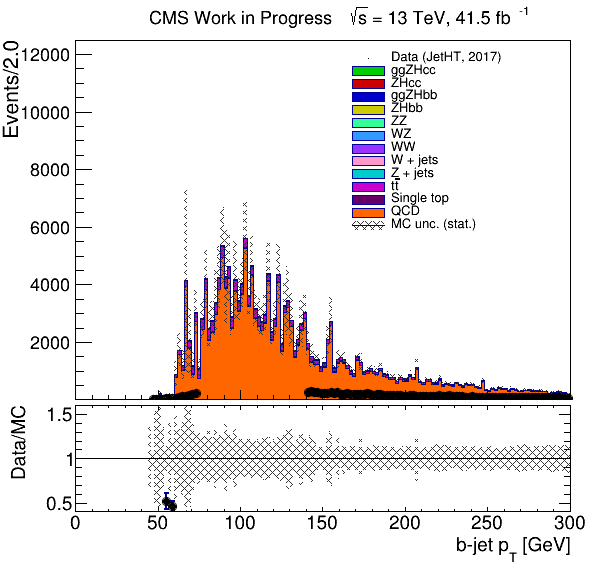 CMS Work in Progress √s = 13 TeV, 41.5 fb⁻¹
Events/2.0
12000
10000
8000
6000
4000
2000
Data (JetHT, 2017)
ggZHcc
ZHcc
ggZHbb
ZHbb
ZZ
WZ
WW
W + jets
Z + jets
tt̅
Single top
QCD
MC unc. (stat.)
Data/MC
1.5
1
0.5
0 50 100 150 200 250 300
b-jet p_T [GeV]